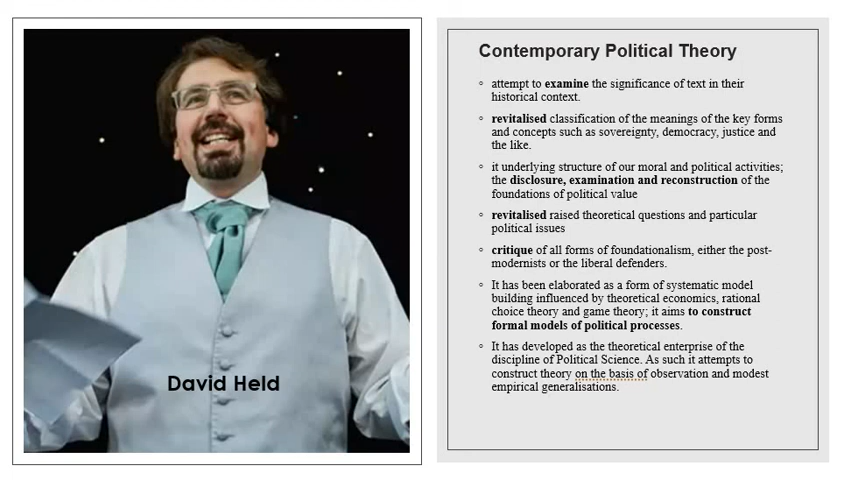 David Held
Contemporary Political Theory
◦ attempt to examine the significance of text in their
historical context.
◦ revitalised classification of the meanings of the key forms
and concepts such as sovereignty, democracy, justice and
the like.
◦ it underlying structure of our moral and political activities;
the disclosure, examination and reconstruction of the
foundations of political value
◦ revitalised raised theoretical questions and particular
political issues
◦ critique of all forms of foundationalism, either the post-
modernists or the liberal defenders.
◦ It has been elaborated as a form of systematic model
building influenced by theoretical economics, rational
choice theory and game theory; it aims to construct
formal models of political processes.
◦ It has developed as the theoretical enterprise of the
discipline of Political Science. As such it attempts to
construct theory on the basis of observation and modest
empirical generalisations.